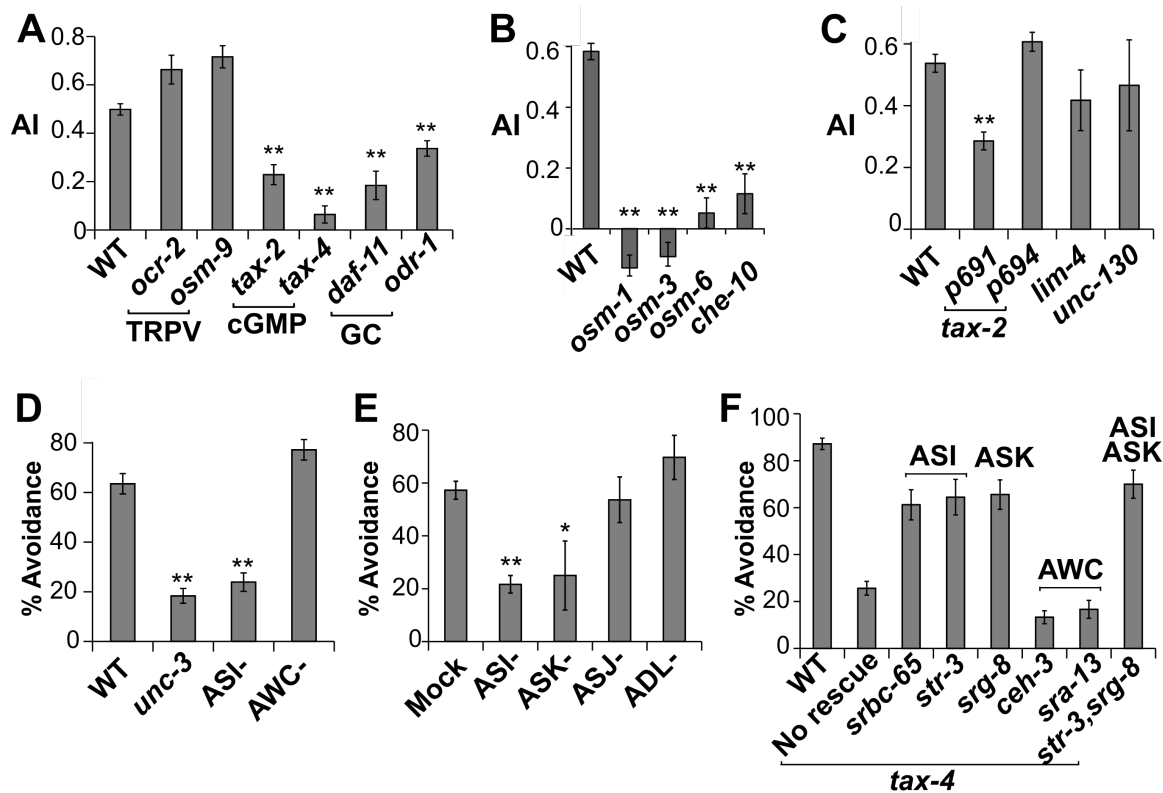 A
0.8
0.6
AI
0.4
0.2
0
**
**
**
**
WT
ocr-2
osm-9
tax-2
tax-4
daf-11
odr-1
TRPV
cGMP
GC
B
0.6
0.4
AI
0.2
0
**
**
**
**
WT
osm-1
osm-3
osm-6
che-10
C
0.6
0.4
AI
0.2
0
**
WT
p691
p694
lim-4
unc-130
tax-2
D
% Avoidance
80
60
40
20
0
**
**
WT
unc-3
ASI-
AWC-
E
% Avoidance
80
60
40
20
0
**
*
Mock
ASI-
ASK-
ASJ-
ADL-
F
% Avoidance
100
80
60
40
20
0
ASI
ASK
AWC
ASI
ASK
WT
No rescue
srbc-65
str-3
srg-8
ceh-3
sra-13
str-3,srg-8
tax-4